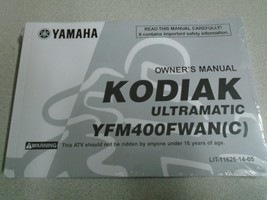 READ THIS MANUAL CAREFULLY!
It contains important safety information.
YAMAHA
OWNER'S MANUAL
KODIAK
ULTRAMATIC
YFM400FWAN(C)
WARNING
This ATV should not be ridden by anyone under 16 years of age.
LIT-11626-14-05